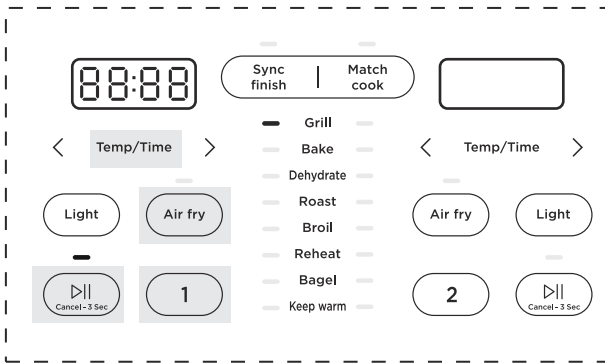 Sync finish
Match cook
88:88
Grill
< Temp/Time >
Bake
< Temp/Time >
Dehydrate
Light
Air fry
Roast
Air fry
Light
Broil
Reheat
Cancel - 3 Sec
1
Bagel
2
Cancel - 3 Sec
Keep warm